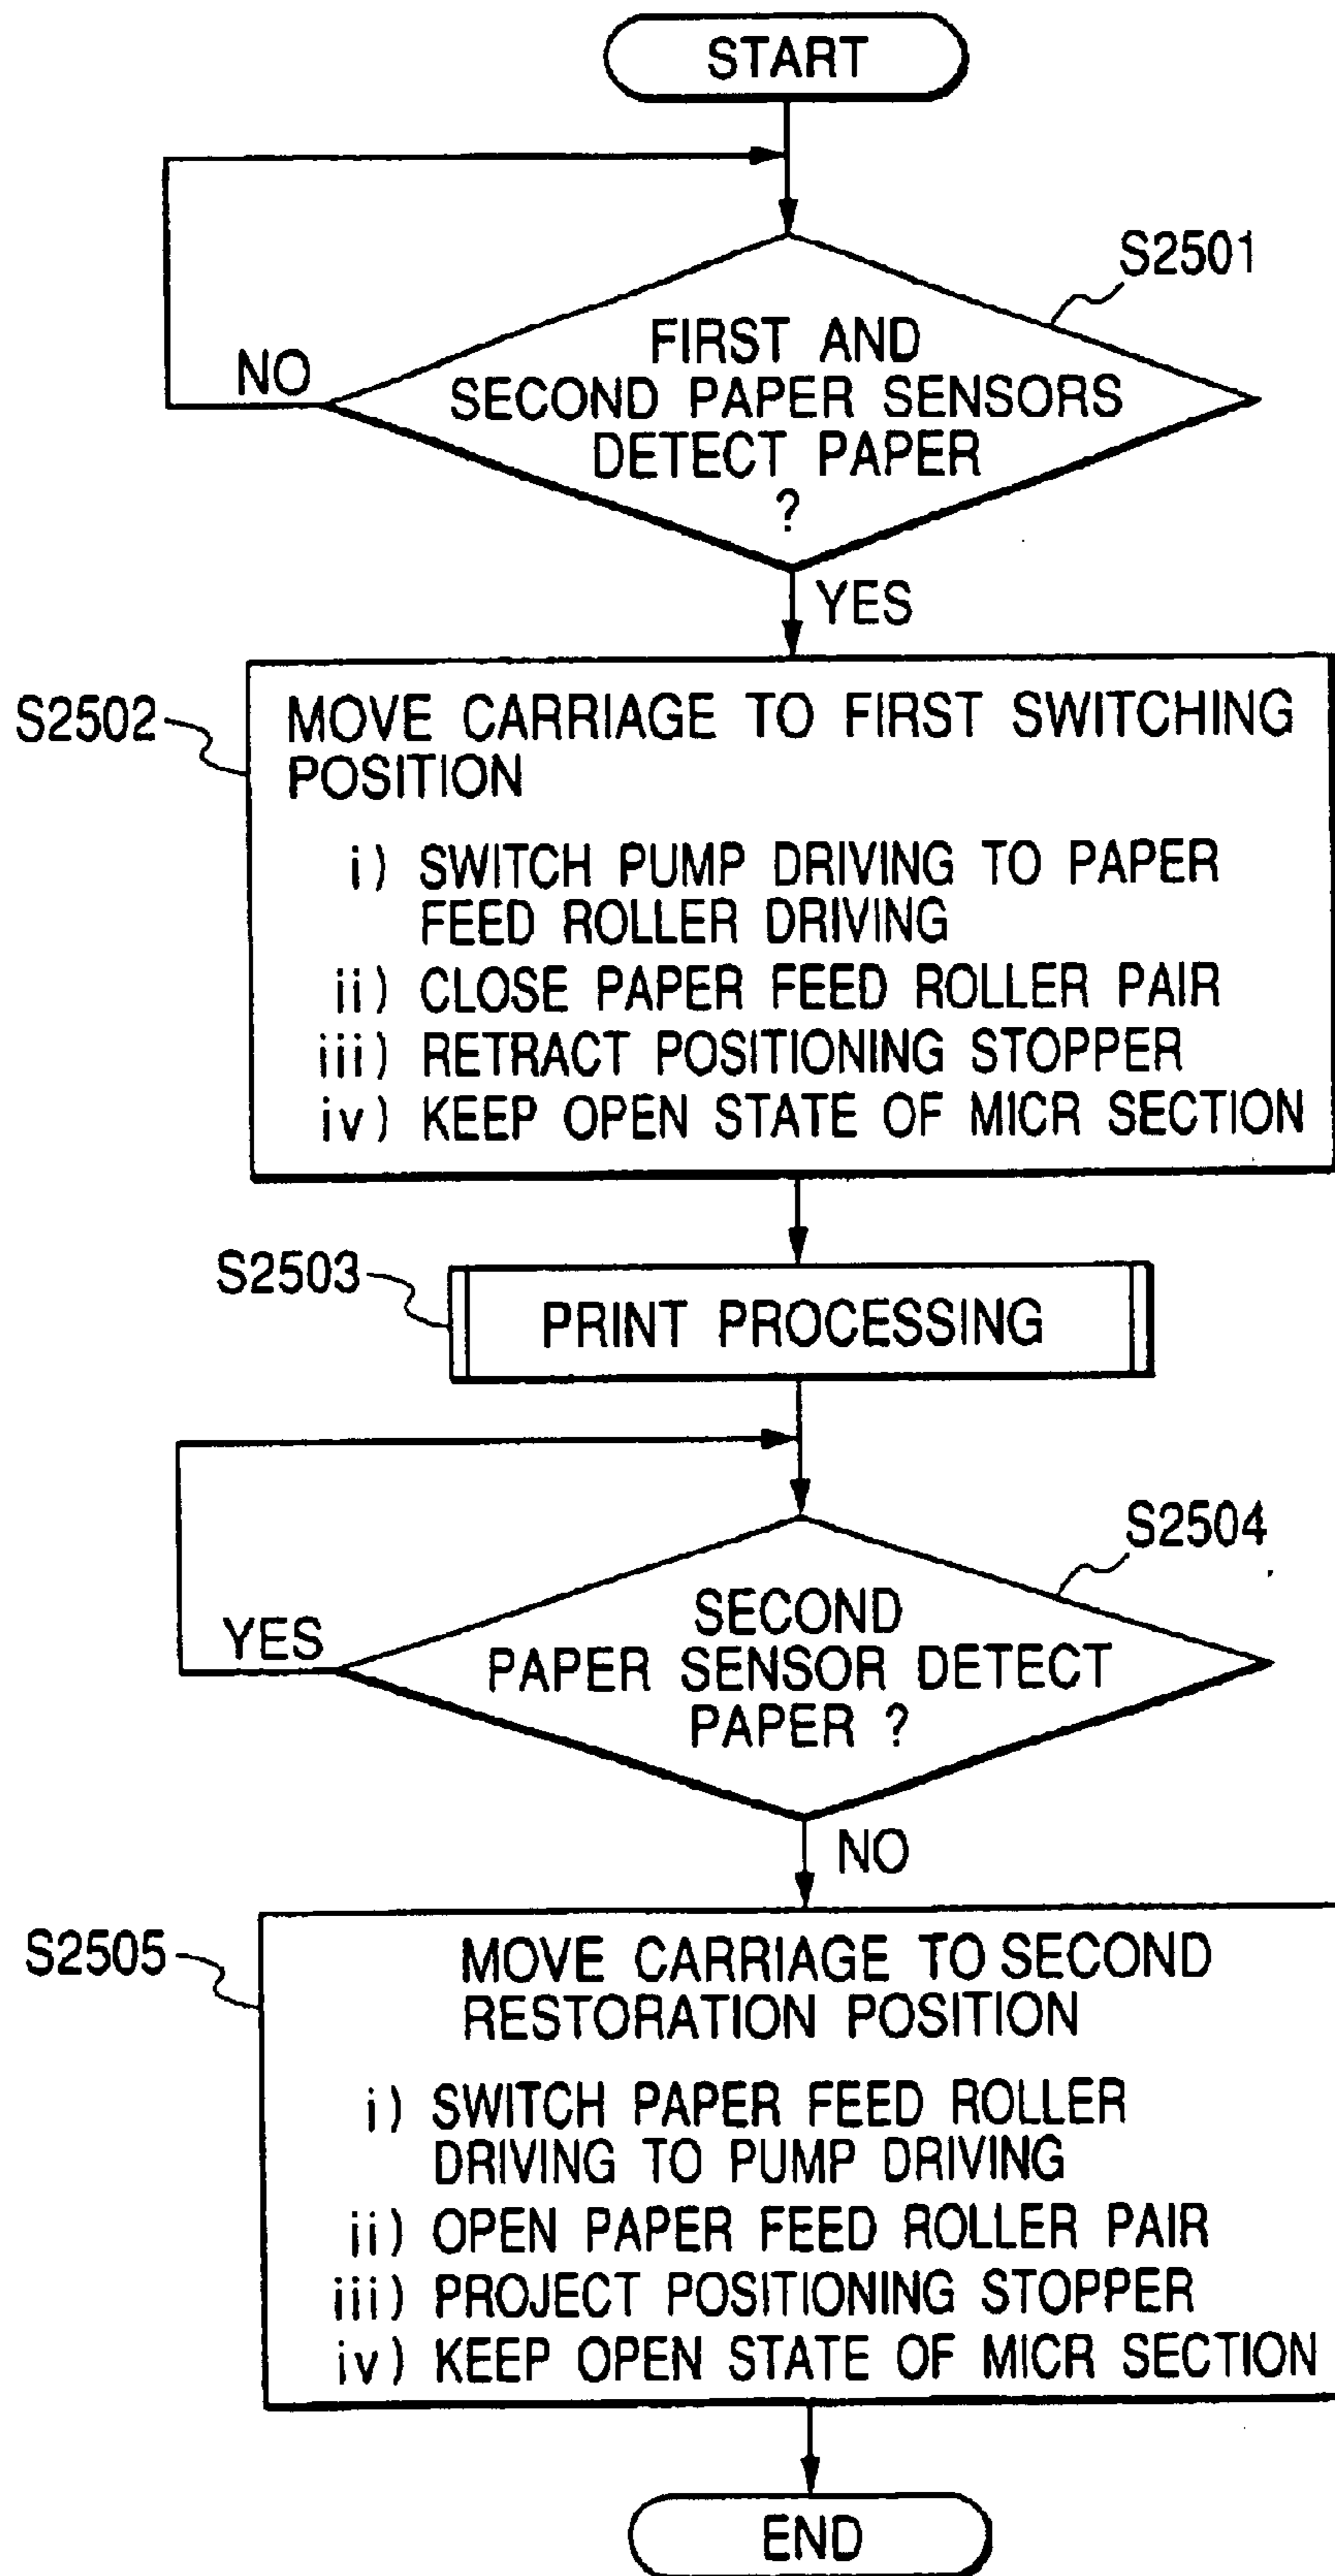 START
S2501
FIRST AND
NO
SECOND PAPER SENSORS
DETECT PAPER
?
YES
S2502
MOVE CARRIAGE TO FIRST SWITCHING
POSITION
i) SWITCH PUMP DRIVING TO PAPER
FEED ROLLER DRIVING
ii) CLOSE PAPER FEED ROLLER PAIR
iii) RETRACT POSITIONING STOPPER
iv) KEEP OPEN STATE OF MICR SECTION
S2503
PRINT PROCESSING
S2504
SECOND
YES
PAPER SENSOR DETECT
PAPER ?
NO
S2505
MOVE CARRIAGE TO SECOND
RESTORATION POSITION
i) SWITCH PAPER FEED ROLLER
DRIVING TO PUMP DRIVING
ii) OPEN PAPER FEED ROLLER PAIR
iii) PROJECT POSITIONING STOPPER
iv) KEEP OPEN STATE OF MICR SECTION
END